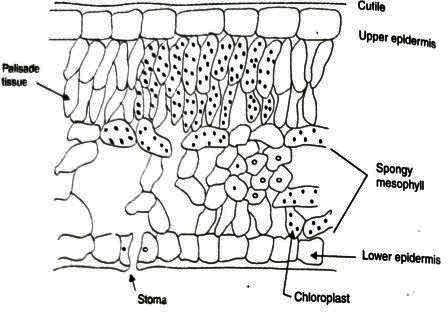 Cutile
Upper epidermis
Palisade
tissue
Spongy
mesophyll
Lower epidermis
Chloroplast
Stoma